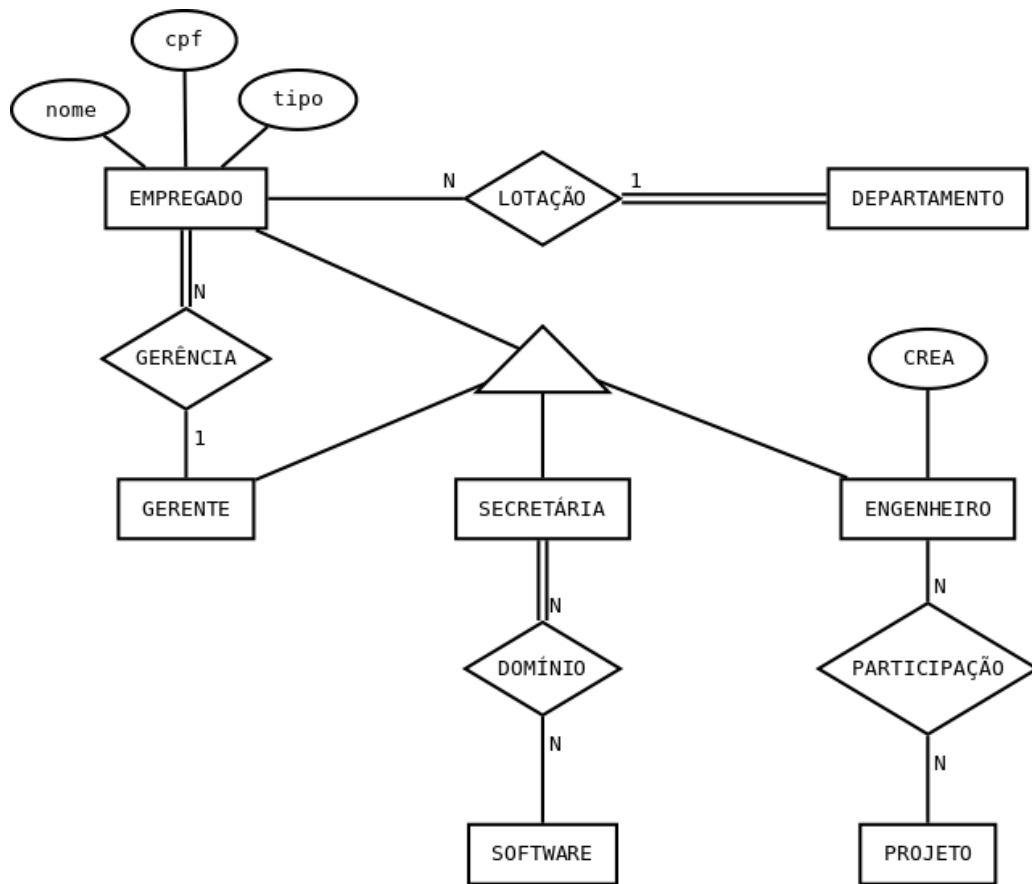 cpf
nome
tipo
EMPREGADO
N
LOTAÇÃO
1
DEPARTAMENTO
N
GERÊNCIA
1
CREA
GERENTE
SECRETÁRIA
ENGENHEIRO
N
N
DOMÍNIO
PARTICIPAÇÃO
N
N
SOFTWARE
PROJETO